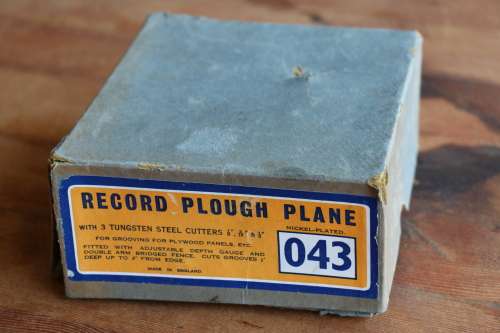 RECORD PLOUGH PLANE
WITH 3 TUNGSTEN STEEL CUTTERS
NICKEL-PLATED.
FOR GROOVING FOR PLYWOOD PANELS, ETC.
FITTED WITH ADJUSTABLE DEPTH GAUGE AND
DOUBLE ARM BRIDGED FENCE. CUTS GROOVES
DEEP UP TO FROM EDGE.
043
MADE IN ENGLAND